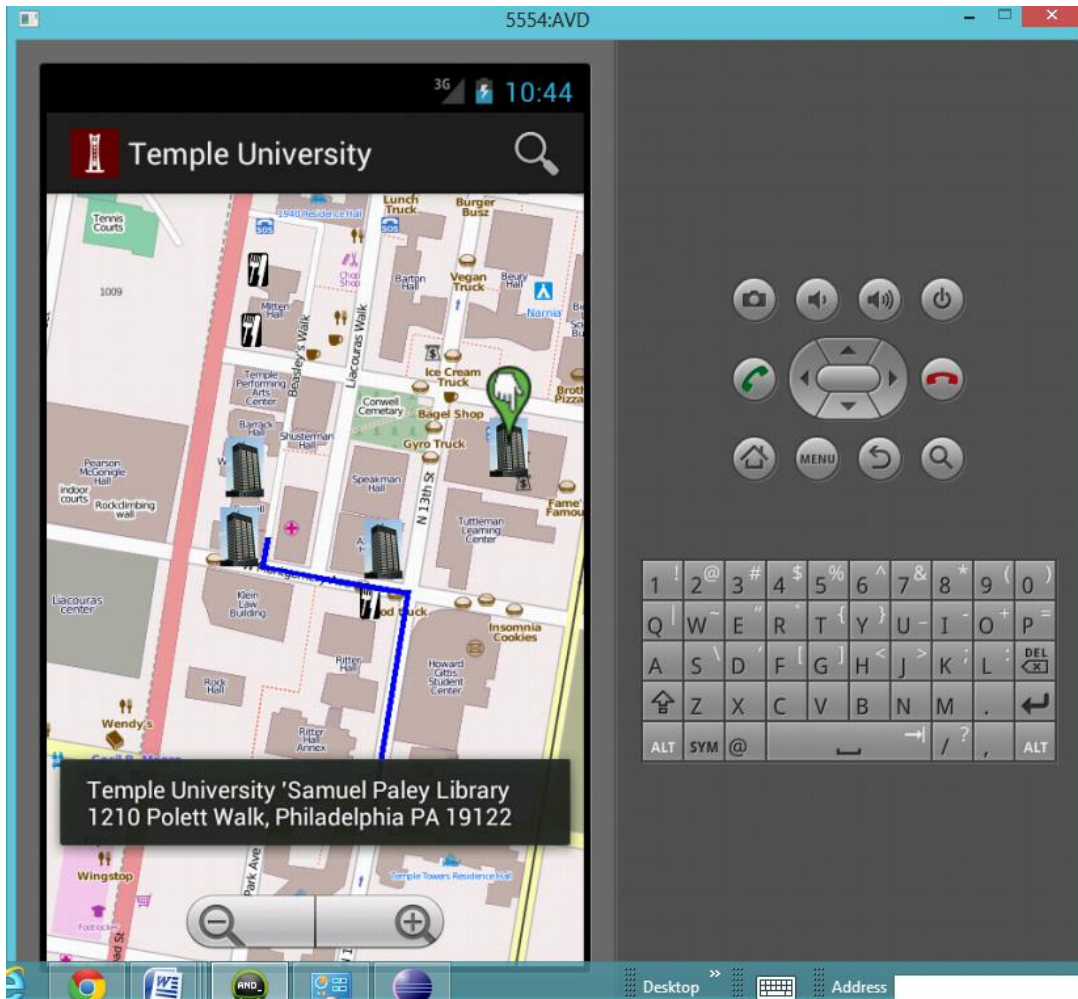 5554:AVD
3G
10:44
Temple University
Tennis
Courts
1009
1940 Residence Hall
SOS
Lunch
Truck
SOS
Burger
Busz
Chop
Shop
Barton
Hall
Vegan
Truck
Beury
Hall
Narnia
Mitten
Hall
Beasley's Walk
Liacouras Walk
$
Ice Cream
Truck
Temple
Performing
Arts
Center
Conwell
Cemetary
Bagel Shop
Barrack
Hall
Shusterman
Hall
Gyro Truck
Pearson
McGonigle
Hall
indoor
courts
Rockclimbing
wall
Speakman
Hall
N 13th St
Tuttleman
Learning
Center
Liacouras
center
Klein
Law
Building
Insomnia
Cookies
Ritter
Hall
Howard
Gittis
Student
Center
Rock
Hall
Wendy's
Ritter
Hall
Annex
Temple University 'Samuel Paley Library
1210 Polett Walk, Philadelphia PA 19122
Wingstop
Park Ave
Temple Towers Residence Hall
MENU
1 ! 2 @ 3 # 4 $ 5 % 6 ^ 7 & 8 * 9 ( 0 )
Q | W ~ E " R ` T { Y } U _ I - O + P =
A S \ D ' F [ G ] H < J > K ; L : DEL
Z X C V B N M .
ALT SYM @ / ? , ALT
AND_
Desktop
»
Address